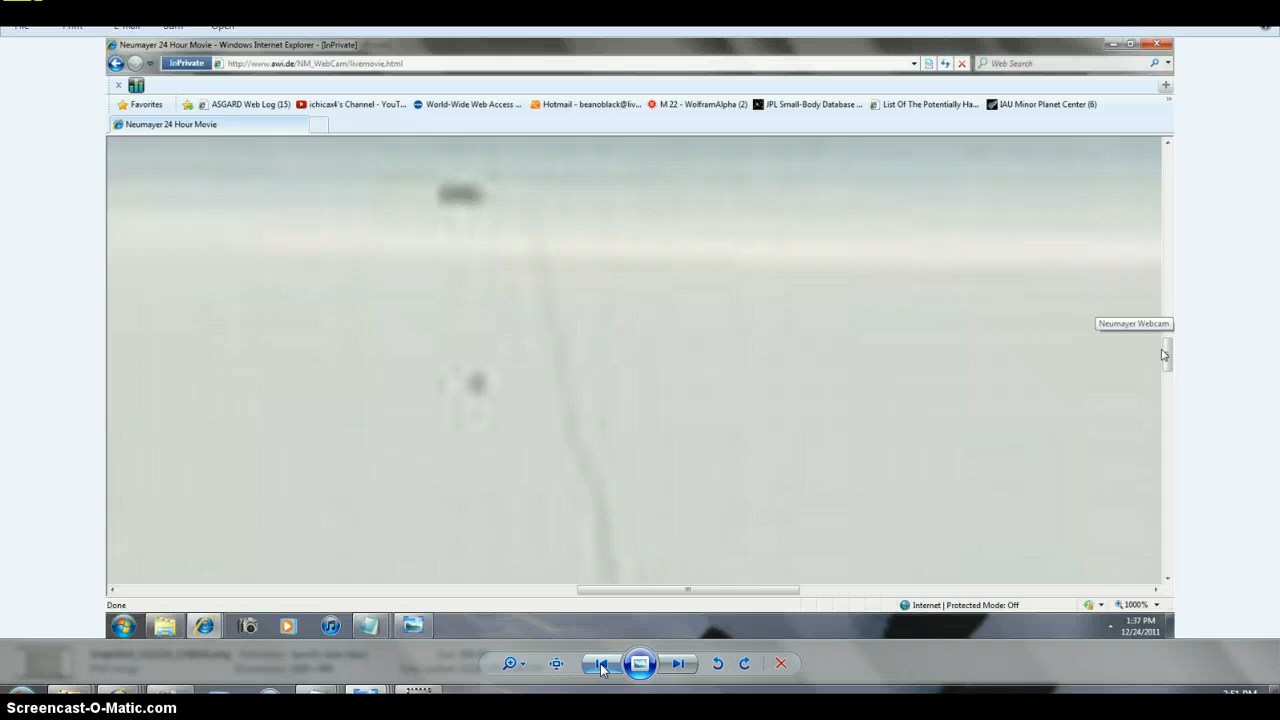 Neumayer 24 Hour Movie - Windows Internet Explorer - [InPrivate]
InPrivate http://www.awi.de/NM_WebCam/livemovie.html Web Search
Favorites ASGARD Web Log (15) ichicax4's Channel - YouT... World-Wide Web Access ... Hotmail - beanoblack@liv... M 22 - WolframAlpha (2) JPL Small-Body Database ... List Of The Potentially Ha... IAU Minor Planet Center (6)
Neumayer 24 Hour Movie
Neumayer Webcam
Done Internet | Protected Mode: Off 1000%
1:37 PM
12/24/2011
Screencast-O-Matic.com